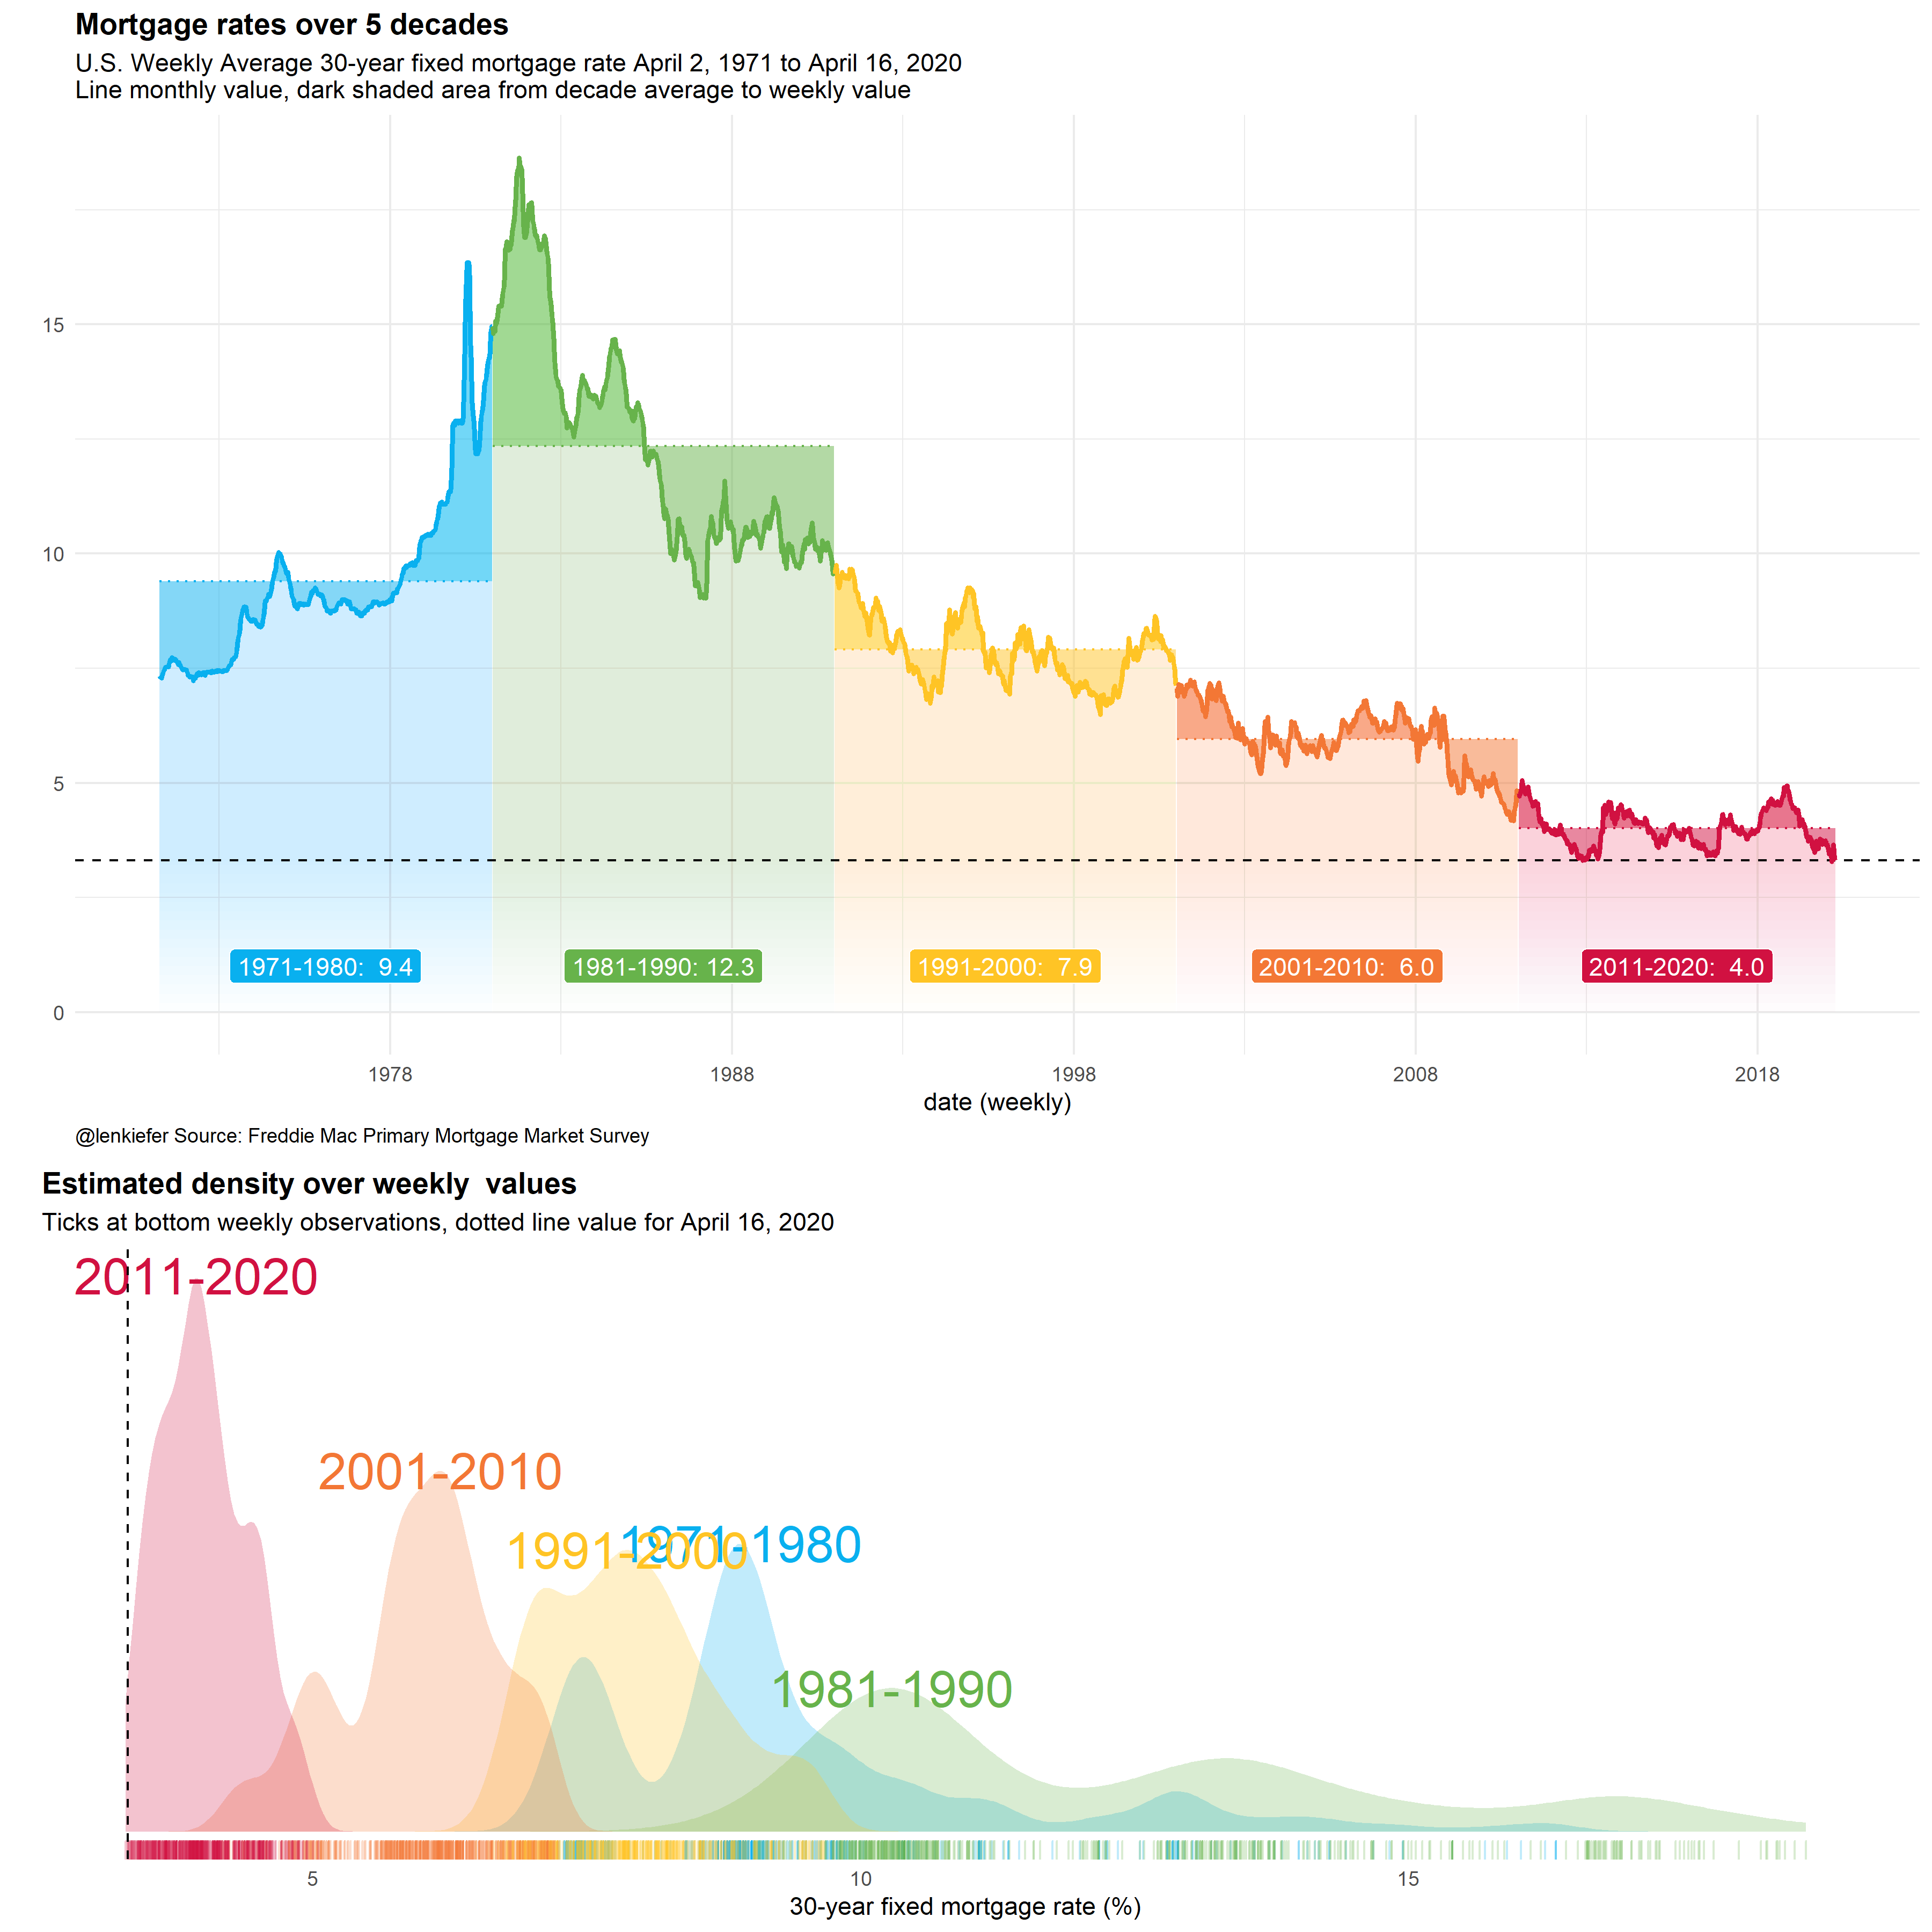 Mortgage rates over 5 decades
U.S. Weekly Average 30-year fixed mortgage rate April 2, 1971 to April 16, 2020
Line monthly value, dark shaded area from decade average to weekly value
15
10
5
0
1971-1980:  9.4
1981-1990: 12.3
1991-2000:  7.9
2001-2010:  6.0
2011-2020:  4.0
1978
1988
1998
2008
2018
date (weekly)
@lenkiefer Source: Freddie Mac Primary Mortgage Market Survey
Estimated density over weekly  values
Ticks at bottom weekly observations, dotted line value for April 16, 2020
2011-2020
2001-2010
1991-2000
1971-1980
1981-1990
5
10
15
30-year fixed mortgage rate (%)